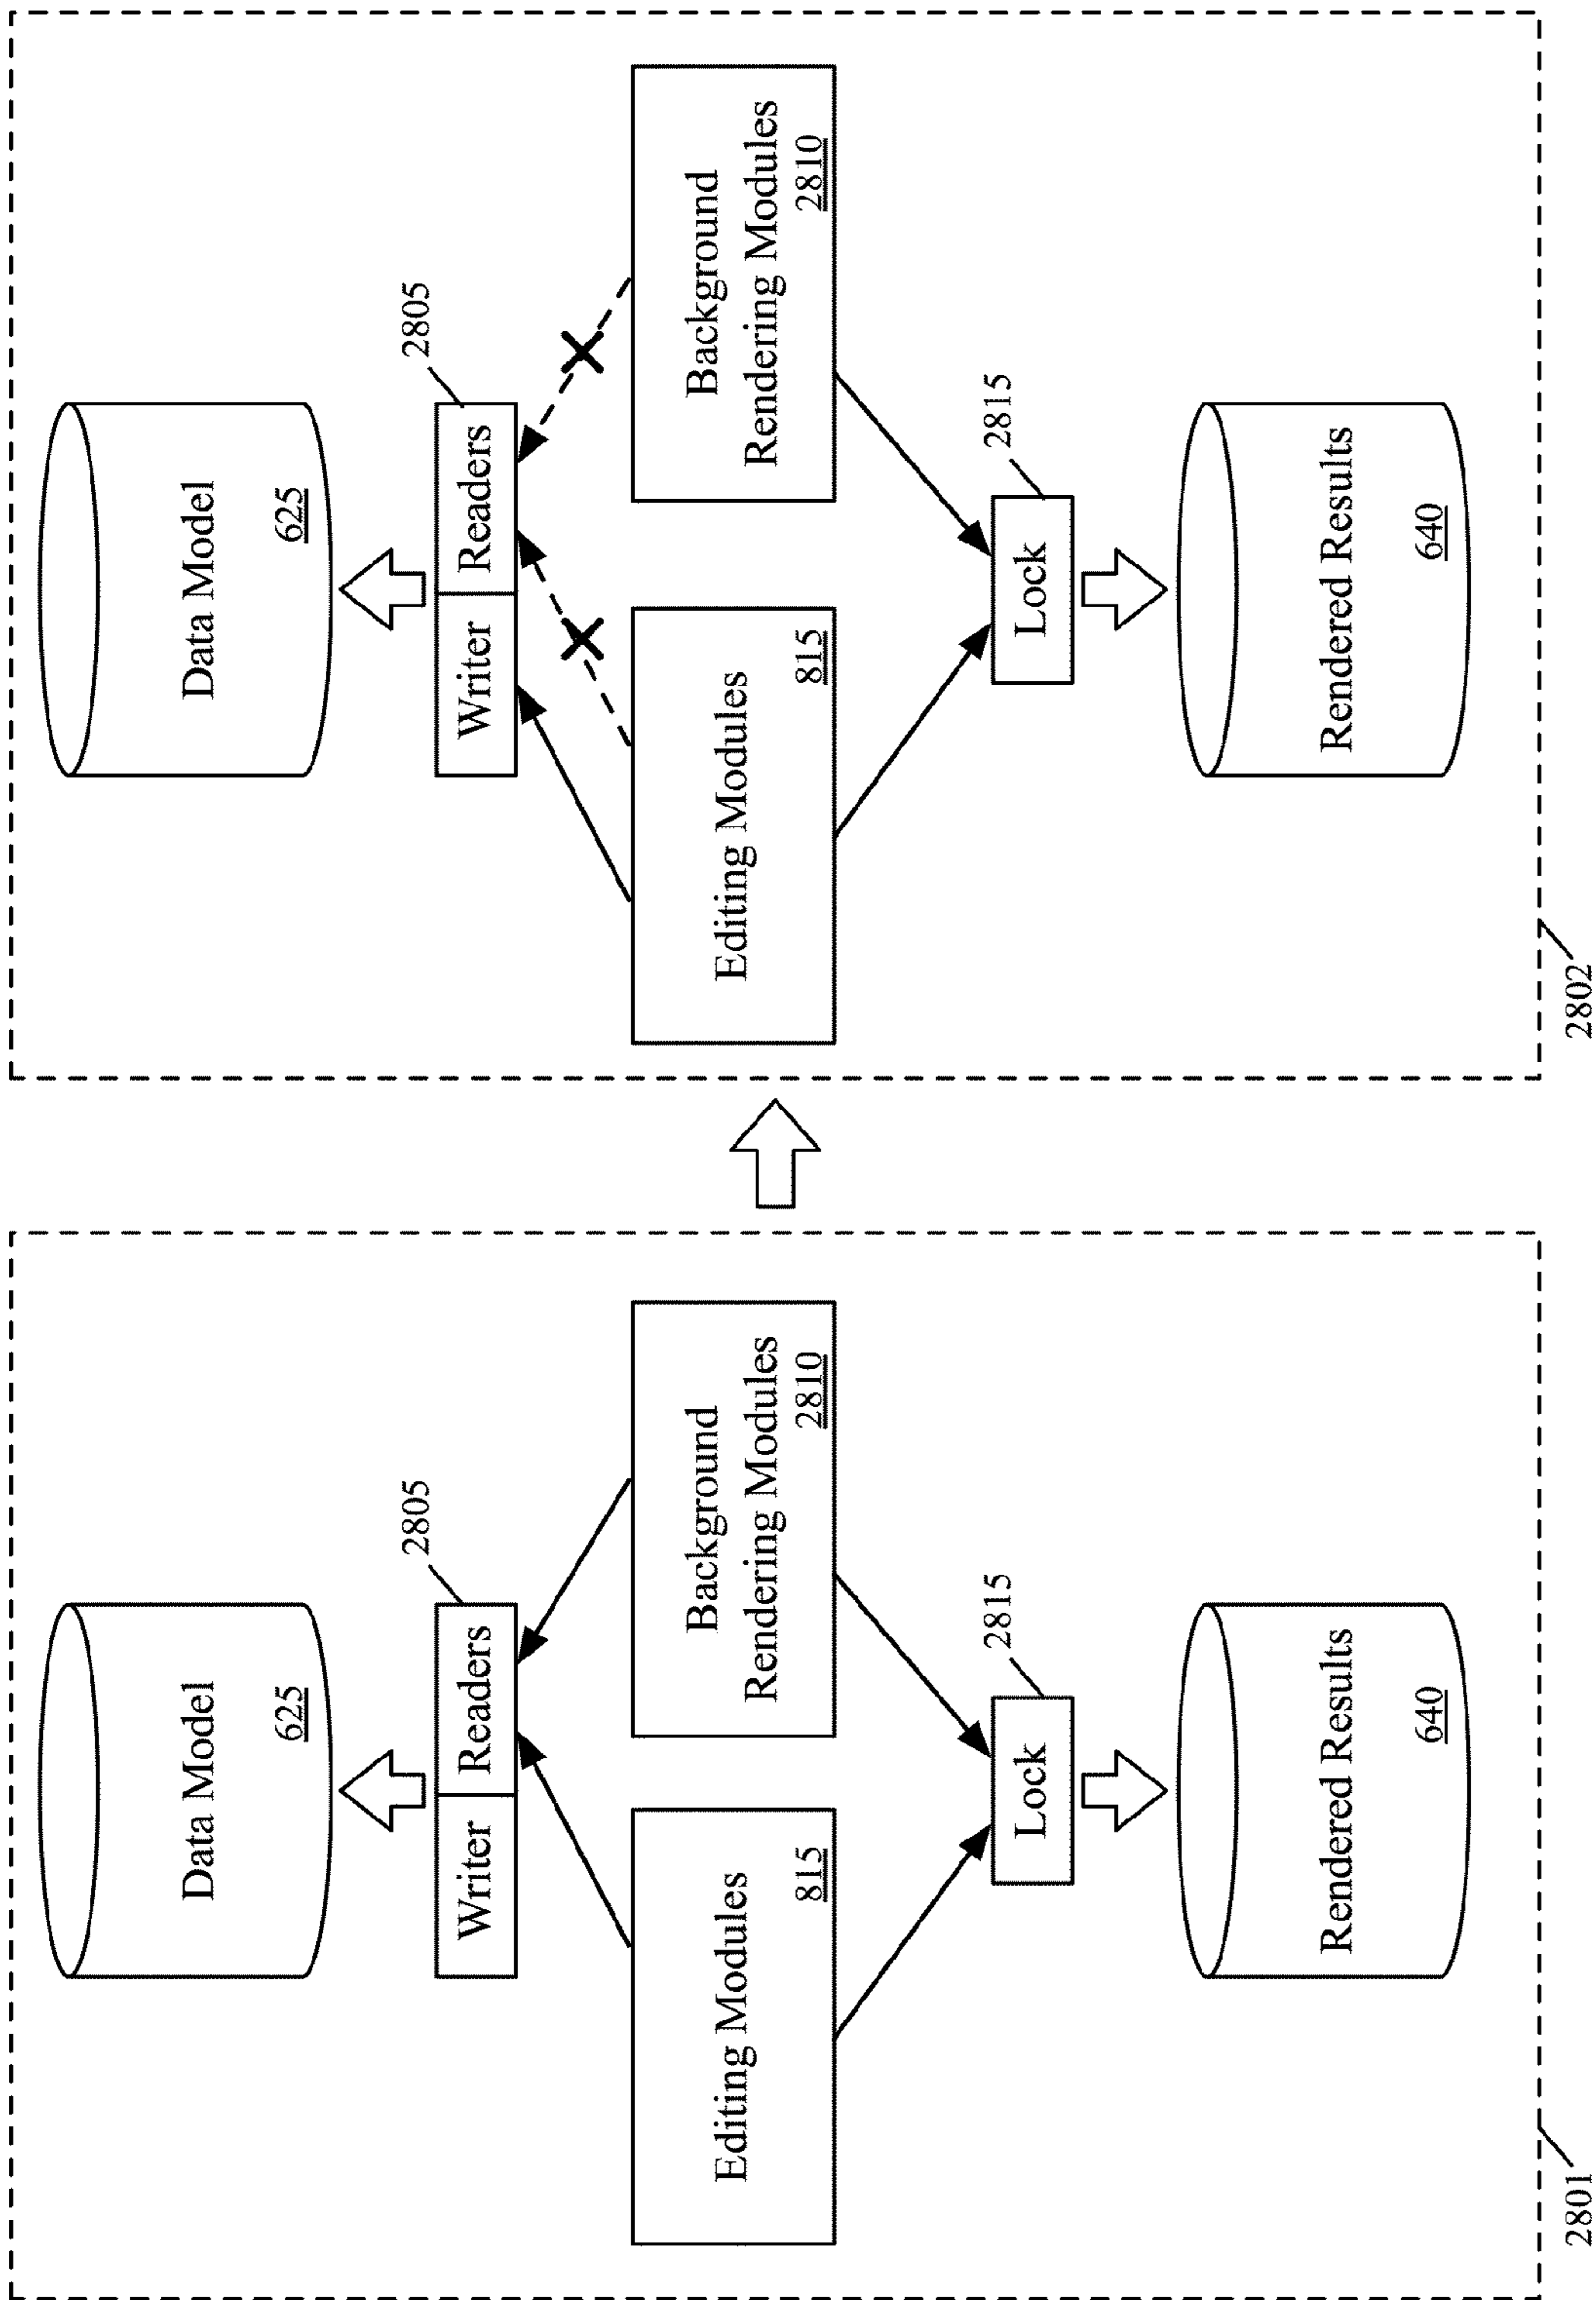 Data Model
625
2805
Writer
Readers
Editing Modules
815
Background
Rendering Modules
2810
2815
Lock
Rendered Results
640
2801
Data Model
625
2805
Writer
Readers
Editing Modules
815
Background
Rendering Modules
2810
2815
Lock
Rendered Results
640
2802